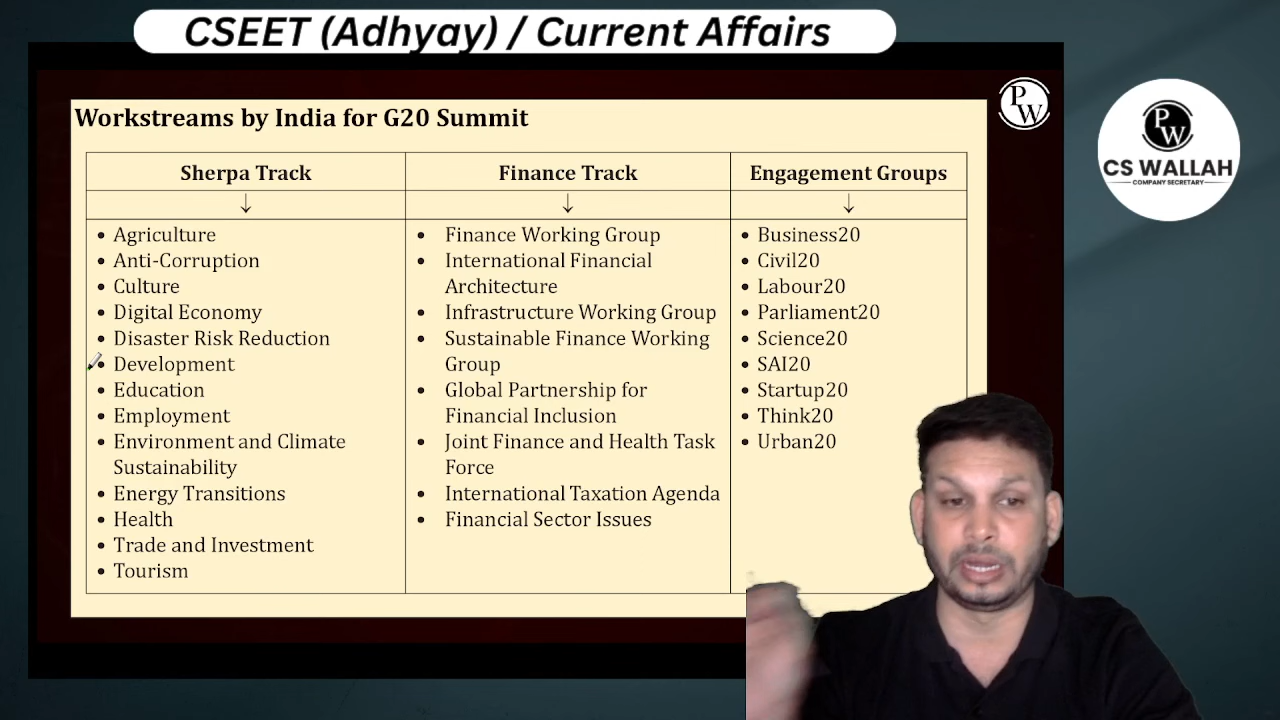 CSEET (Adhyay) / Current Affairs
PW
PW
CS WALLAH
COMPANY SECRETARY
Workstreams by India for G20 Summit
Sherpa Track
↓
• Agriculture
• Anti-Corruption
• Culture
• Digital Economy
• Disaster Risk Reduction
• Development
• Education
• Employment
• Environment and Climate
Sustainability
• Energy Transitions
• Health
• Trade and Investment
• Tourism
Finance Track
↓
• Finance Working Group
• International Financial
Architecture
• Infrastructure Working Group
• Sustainable Finance Working
Group
• Global Partnership for
Financial Inclusion
• Joint Finance and Health Task
Force
• International Taxation Agenda
• Financial Sector Issues
Engagement Groups
↓
• Business20
• Civil20
• Labour20
• Parliament20
• Science20
• SAI20
• Startup20
• Think20
• Urban20